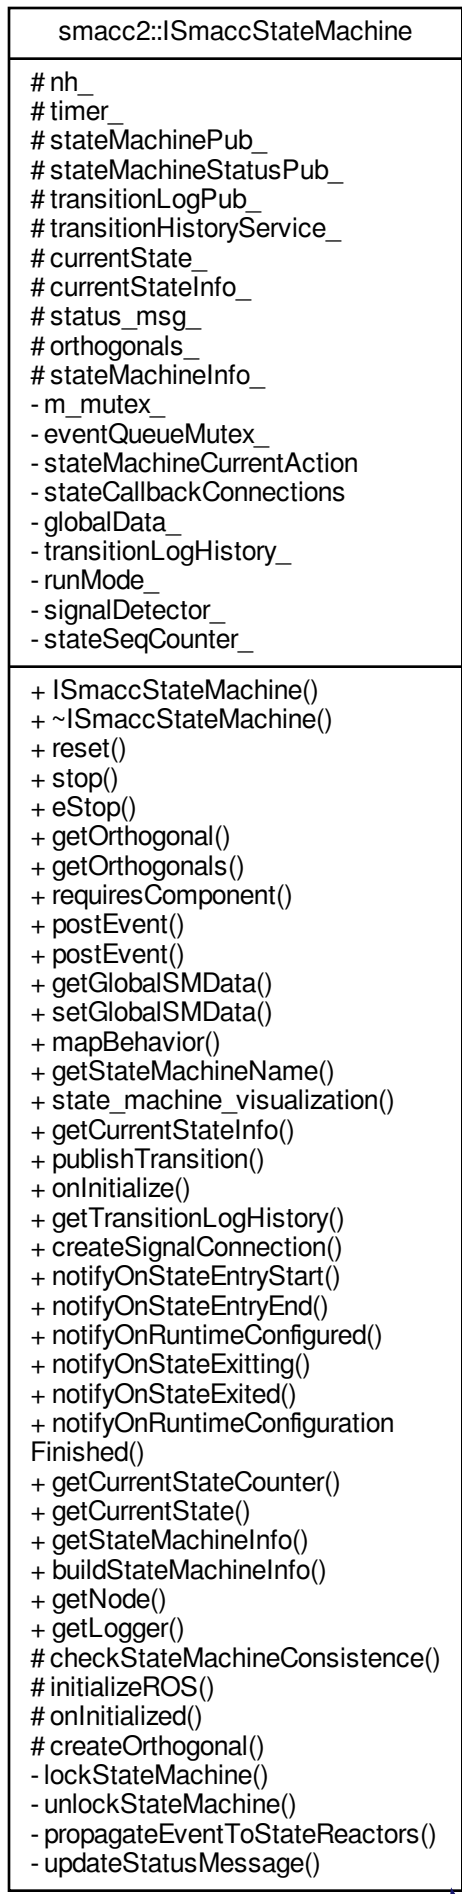 smacc2::ISmaccStateMachine
# nh_
# timer_
# stateMachinePub_
# stateMachineStatusPub_
# transitionLogPub_
# transitionHistoryService_
# currentState_
# currentStateInfo_
# status_msg_
# orthogonals_
# stateMachineInfo_
- m_mutex_
- eventQueueMutex_
- stateMachineCurrentAction
- stateCallbackConnections
- globalData_
- transitionLogHistory_
- runMode_
- signalDetector_
- stateSeqCounter_
+ ISmaccStateMachine()
+ ~ISmaccStateMachine()
+ reset()
+ stop()
+ eStop()
+ getOrthogonal()
+ getOrthogonals()
+ requiresComponent()
+ postEvent()
+ postEvent()
+ getGlobalSMData()
+ setGlobalSMData()
+ mapBehavior()
+ getStateMachineName()
+ state_machine_visualization()
+ getCurrentStateInfo()
+ publishTransition()
+ onInitialize()
+ getTransitionLogHistory()
+ createSignalConnection()
+ notifyOnStateEntryStart()
+ notifyOnStateEntryEnd()
+ notifyOnRuntimeConfigured()
+ notifyOnStateExitting()
+ notifyOnStateExited()
+ notifyOnRuntimeConfiguration
Finished()
+ getCurrentStateCounter()
+ getCurrentState()
+ getStateMachineInfo()
+ buildStateMachineInfo()
+ getNode()
+ getLogger()
# checkStateMachineConsistence()
# initializeROS()
# onInitialized()
# createOrthogonal()
- lockStateMachine()
- unlockStateMachine()
- propagateEventToStateReactors()
- updateStatusMessage()